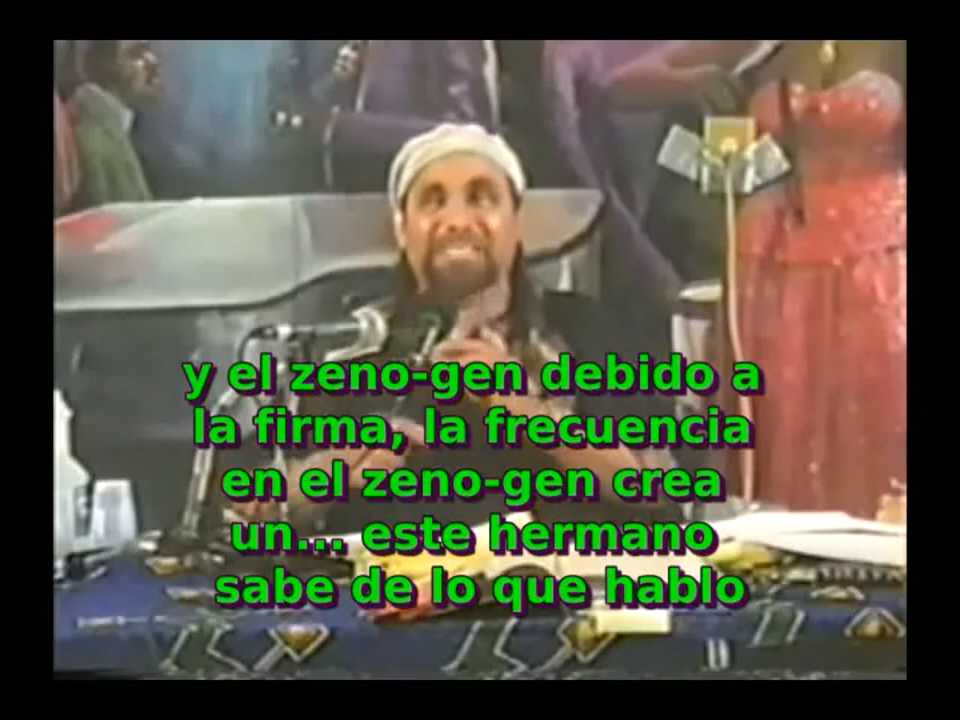 y el zeno-gen debido a
la firma, la frecuencia
en el zeno-gen crea
un... este hermano
sabe de lo que hablo